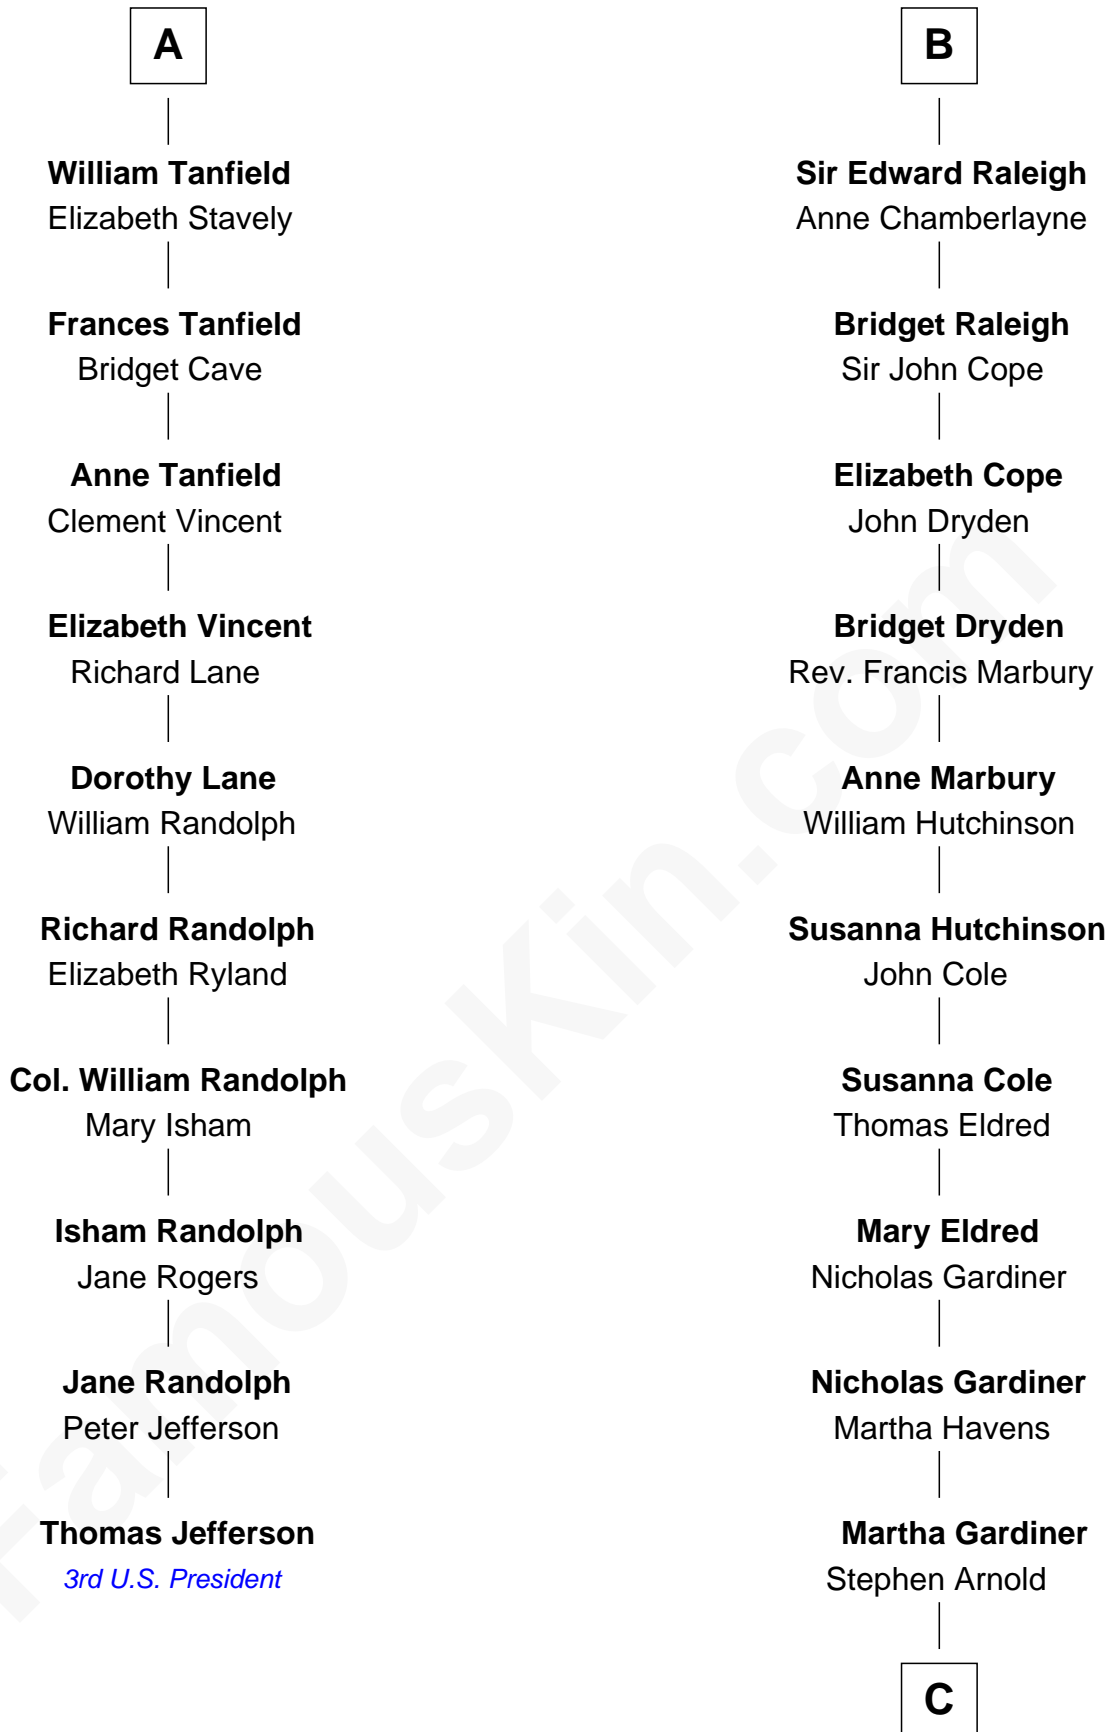 A
William Tanfield
Elizabeth Stavely
Frances Tanfield
Bridget Cave
Anne Tanfield
Clement Vincent
Elizabeth Vincent
Richard Lane
Dorothy Lane
William Randolph
Richard Randolph
Elizabeth Ryland
Col. William Randolph
Mary Isham
Isham Randolph
Jane Rogers
Jane Randolph
Peter Jefferson
Thomas Jefferson
3rd U.S. President
B
Sir Edward Raleigh
Anne Chamberlayne
Bridget Raleigh
Sir John Cope
Elizabeth Cope
John Dryden
Bridget Dryden
Rev. Francis Marbury
Anne Marbury
William Hutchinson
Susanna Hutchinson
John Cole
Susanna Cole
Thomas Eldred
Mary Eldred
Nicholas Gardiner
Nicholas Gardiner
Martha Havens
Martha Gardiner
Stephen Arnold
C
FamousKin.com